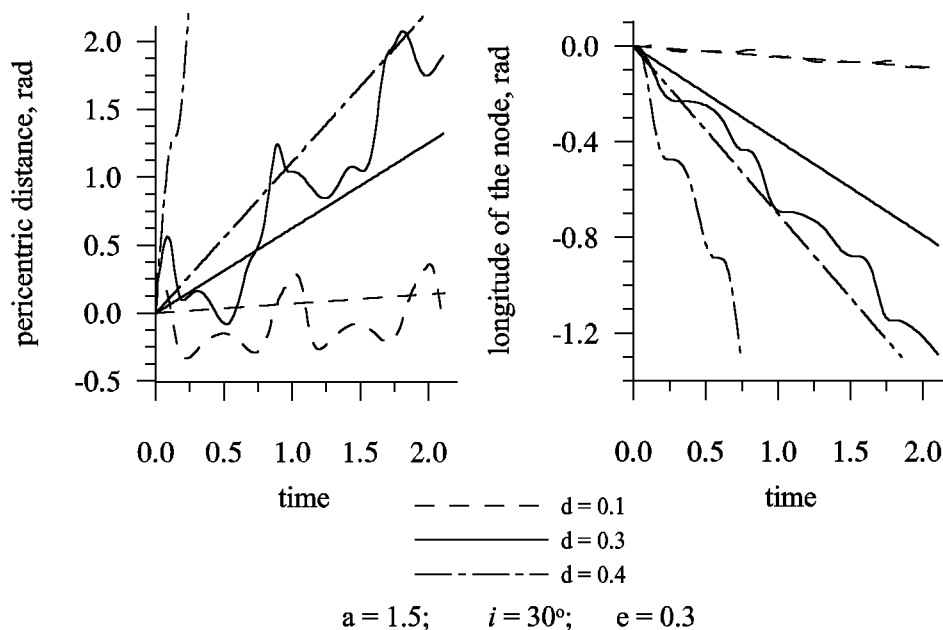 pericentric distance, rad
2.0
1.5
1.0
0.5
0.0
-0.5
0.0 0.5 1.0 1.5 2.0
time
longitude of the node, rad
0.0
-0.4
-0.8
-1.2
0.0 0.5 1.0 1.5 2.0
time
d = 0.1
d = 0.3
d = 0.4
a = 1.5; i = 30º; e = 0.3